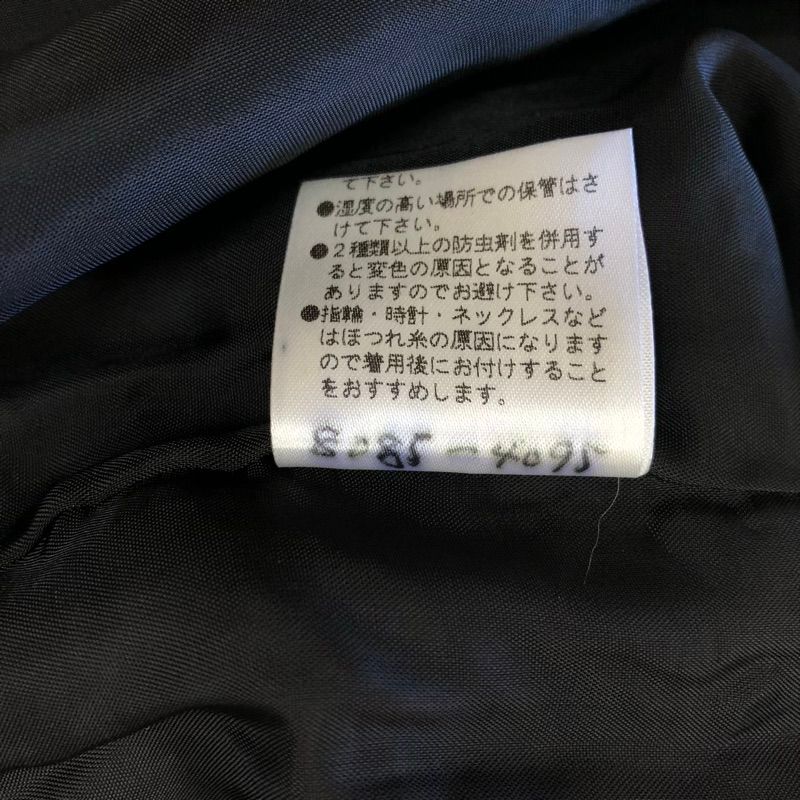 て下さい。
●湿度の高い場所での保管はさ
けて下さい。
●2種類以上の防虫剤を併用す
ると変色の原因となることが
ありますのでお避け下さい。
●指輪・時計・ネックレスなど
はほつれ糸の原因になります
ので着用後にお付けすること
をおすすめします。
8085-4095